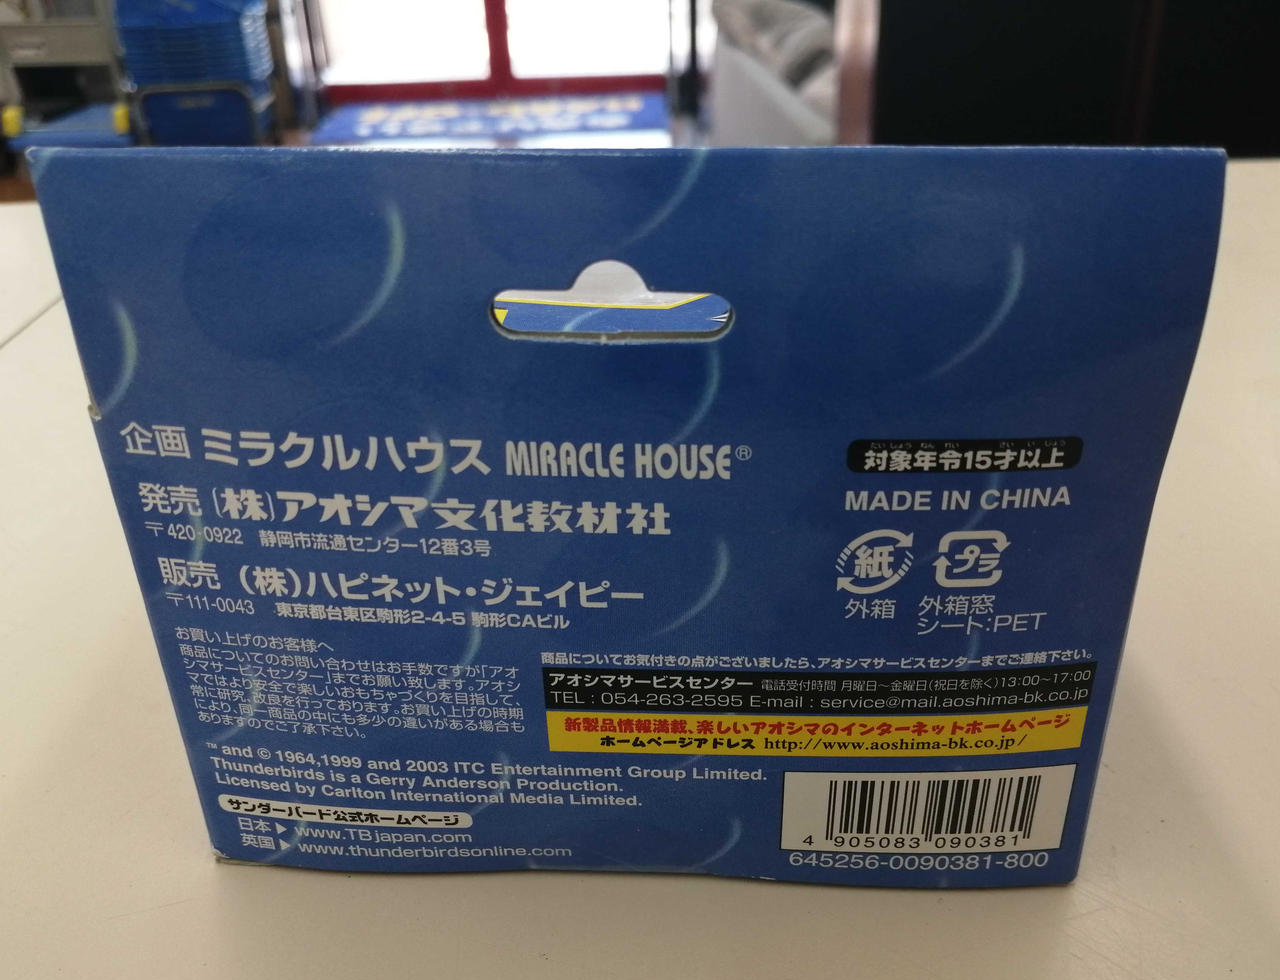 企画 ミラクルハウス MIRACLE HOUSE®
発売 (株)アオシマ文化教材社
〒420-0922 静岡市流通センター12番3号
販売 (株)ハピネット・ジェイピー
〒111-0043 東京都台東区駒形2-4-5 駒形CAビル
お買い上げのお客様へ
商品についてのお問い合わせはお手数ですが「アオ
シマサービスセンター」までお願い致します。アオシ
マではより安全で楽しいおもちゃづくりを目指して、
常に研究、改良を行っております。お買い上げの時期
により、同一商品の中にも多少の違いがある場合も
ありますのでご了承下さい。
™ and © 1964,1999 and 2003 ITC Entertainment Group Limited.
Thunderbirds is a Gerry Anderson Production.
Licensed by Carlton International Media Limited.
サンダーバード公式ホームページ
日本▶www.TBjapan.com
英国▶www.thunderbirdsonline.com
たいしょうねんれい さいいじょう
対象年令15才以上
MADE IN CHINA
紙 プラ
外箱 外箱窓
シート:PET
商品についてお気付きの点がございましたら、アオシマサービスセンターまでご連絡下さい。
アオシマサービスセンター 電話受付時間 月曜日~金曜日(祝日を除く)13:00~17:00
TEL:054-263-2595 E-mail:service@mail.aoshima-bk.co.jp
新製品情報満載、楽しいアオシマのインターネットホームページ
ホームページアドレス http://www.aoshima-bk.co.jp/
4 905083 090381
645256-0090381-800